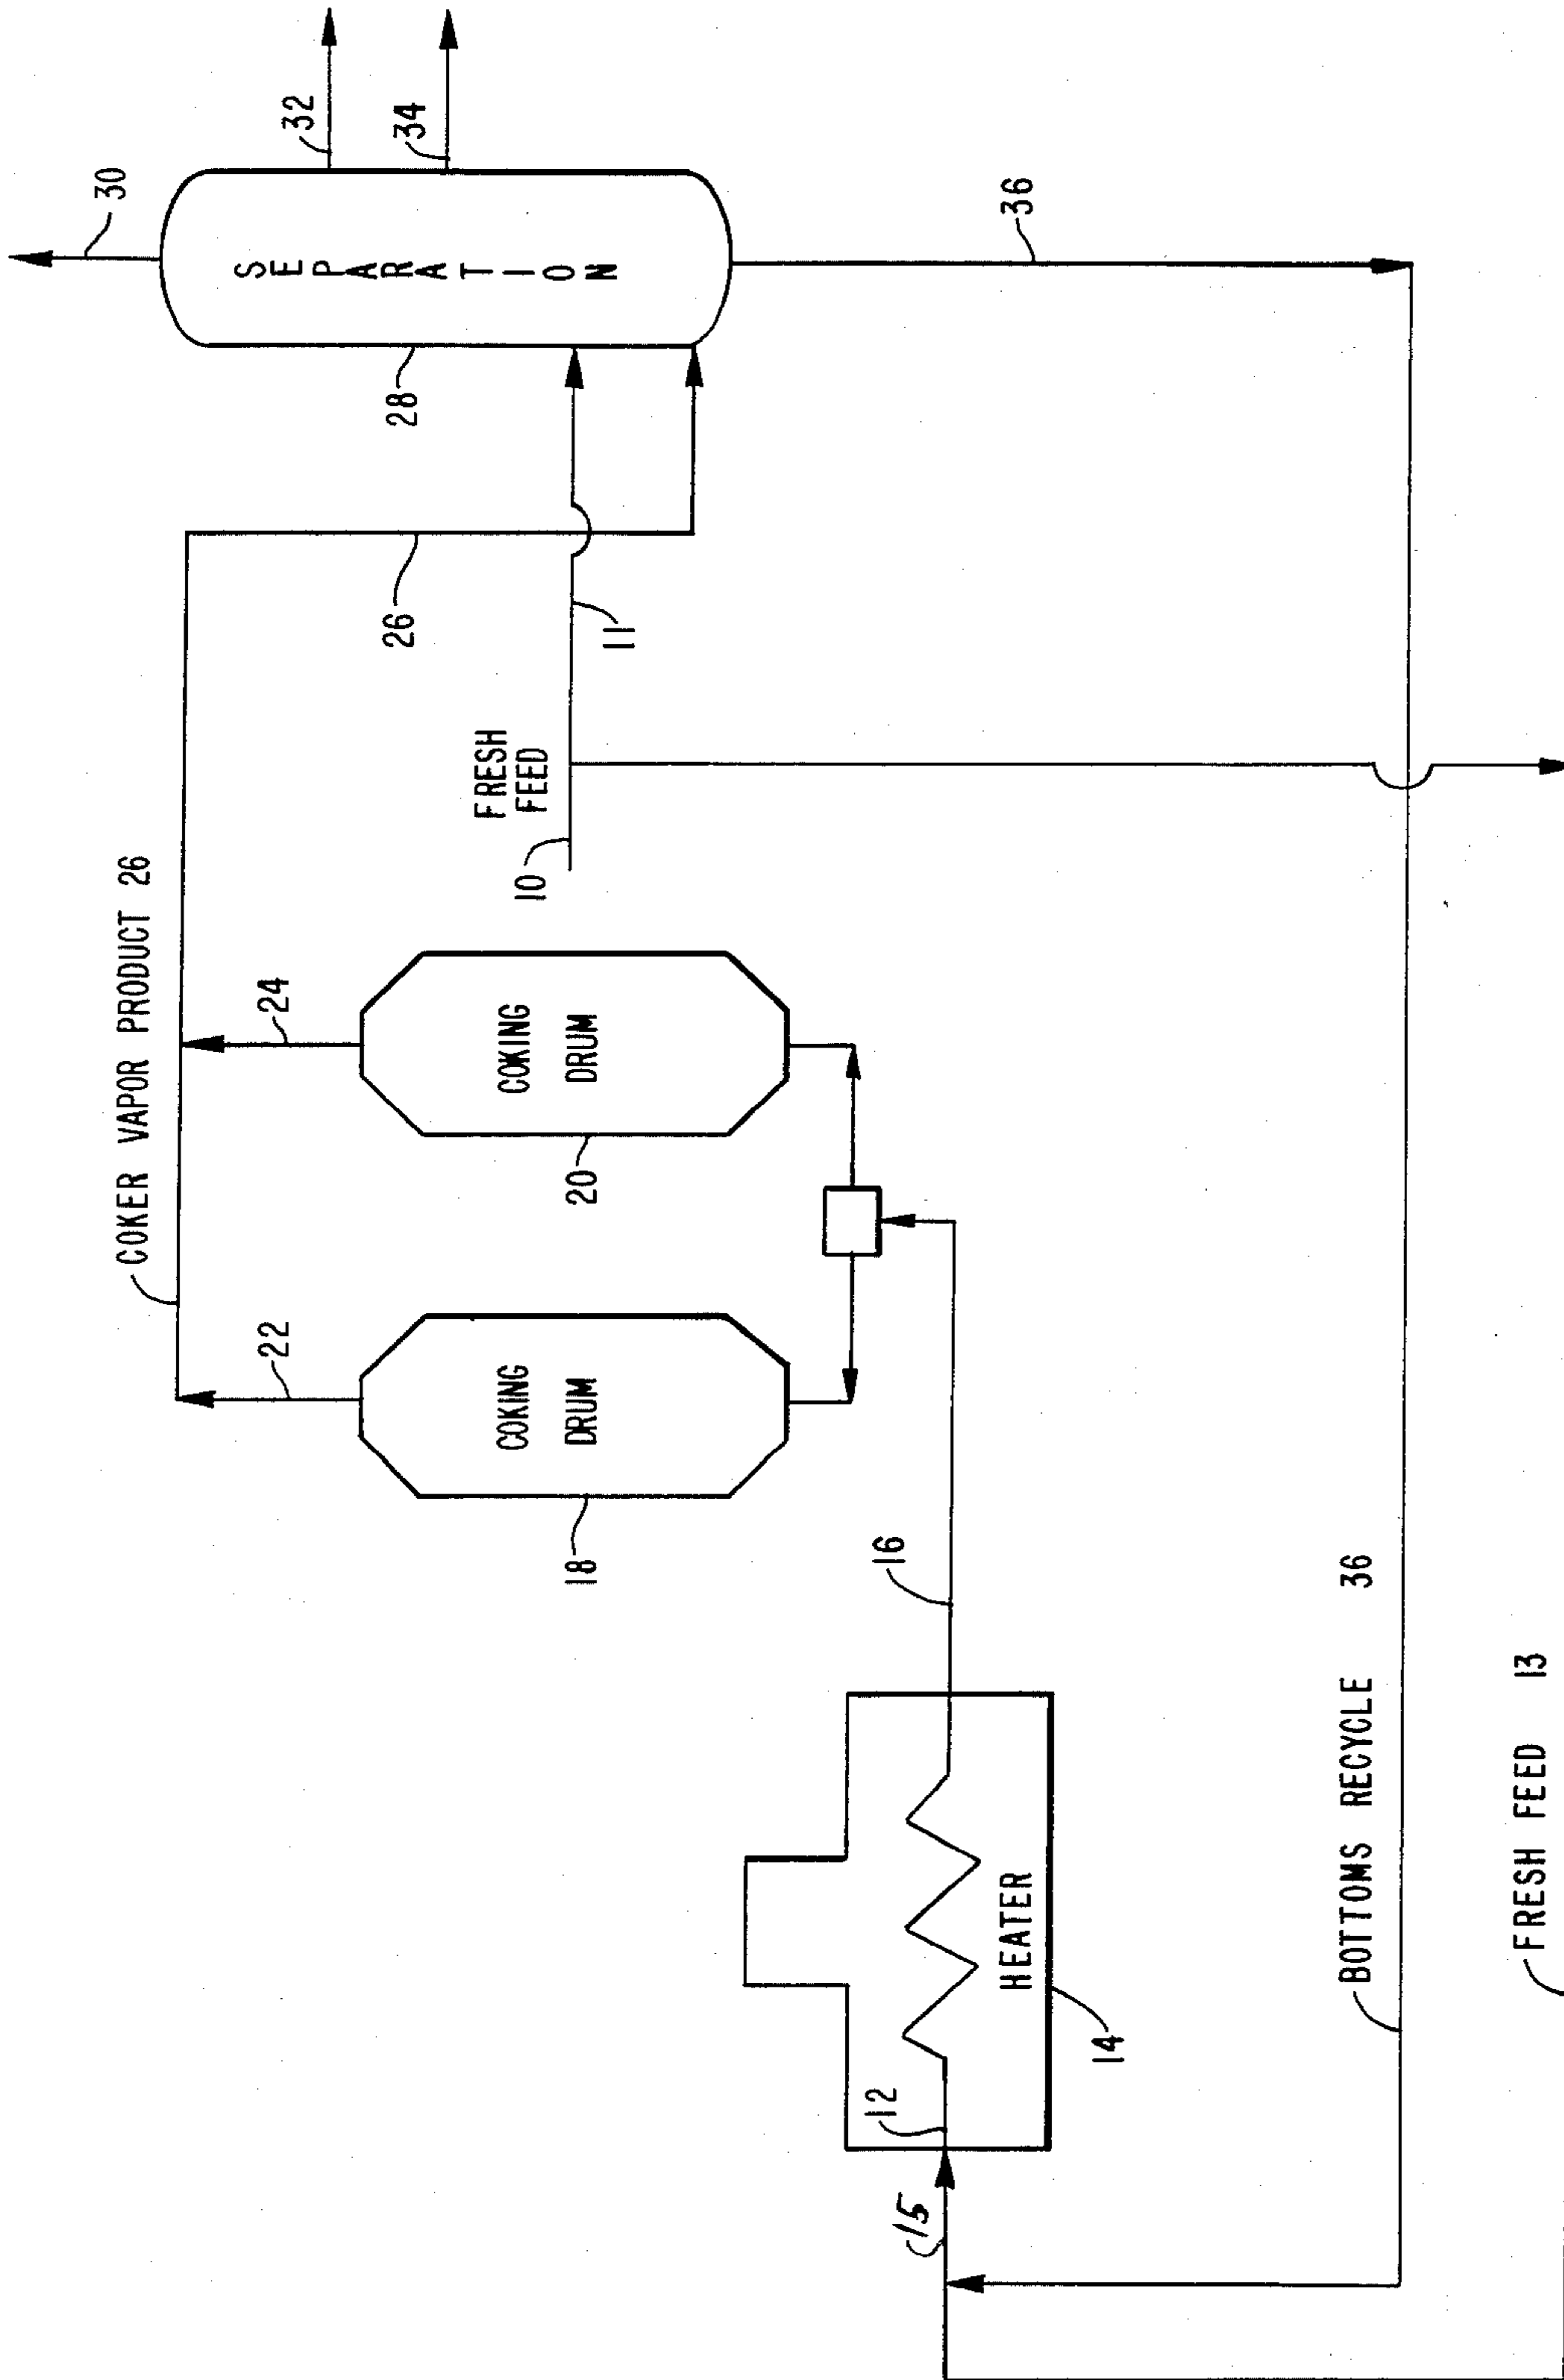 COKER VAPOR PRODUCT 26
22
24
30
32
34
SEPARATION
28
26
11
FRESH
FEED
10
COKING
DRUM
18
COKING
DRUM
20
16
15
12
HEATER
14
36
BOTTOMS RECYCLE 36
FRESH FEED 13